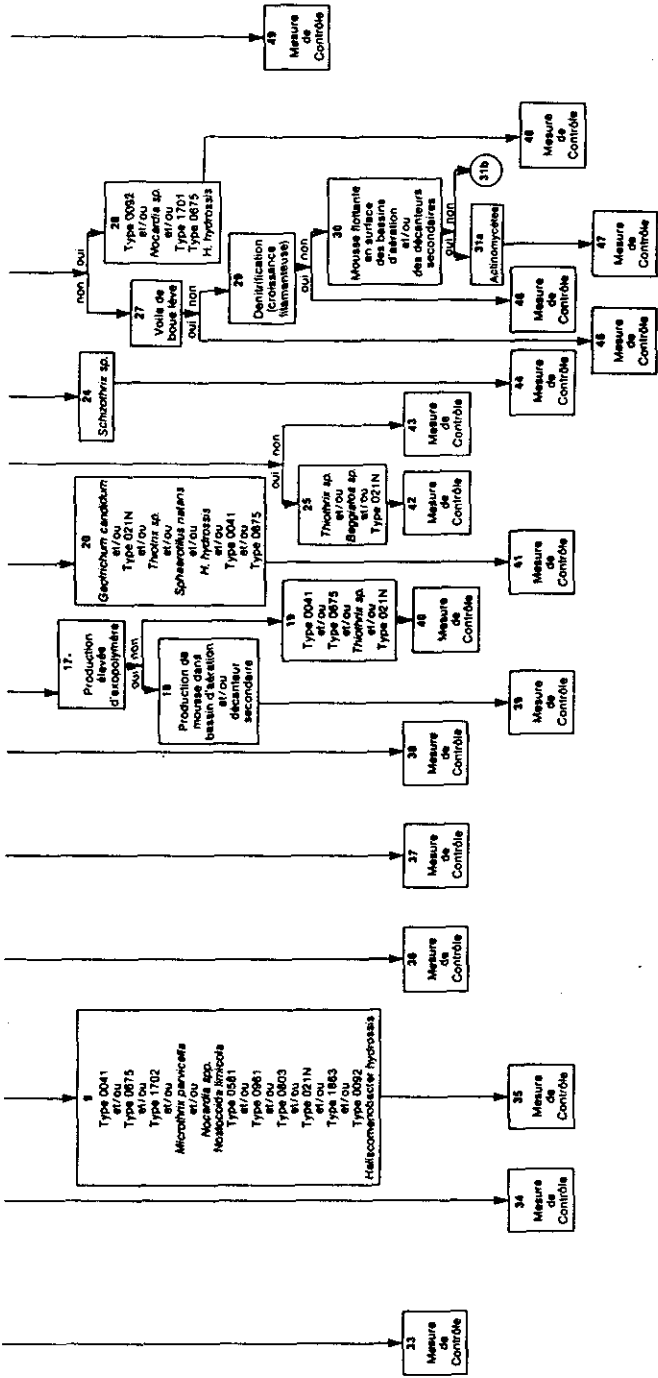 9
Type 0041
et/ou
Type 0675
et/ou
Type 1702
et/ou
Microthrix parvicella
et/ou
Nocardia spp.
Nostocoida limicola
Type 0581
et/ou
Type 0961
et/ou
Type 0803
et/ou
Type 021N
et/ou
Type 1863
et/ou
Type 0092
Haliscomenobacter hydrossis
17.
Production
élevée
d'exopolymère
oui
non
18
Production de
mousse dans
bassin d'aération
et/ou
décanteur
secondaire
19
Type 0041
et/ou
Type 0675
et/ou
Thiothrix sp.
et/ou
Type 021N
20
Geotrichum candidum
et/ou
Type 021N
et/ou
Thiotrix sp.
et/ou
Sphaerotilus natans
et/ou
H. hydrossis
et/ou
Type 0041
et/ou
Type 0675
oui
non
25
Thiothrix sp.
et/ou
Beggiatos sp.
et/ou
Type 021N
24
Schizothrix sp.
non
oui
27
Voile de
boue levé
28
Type 0092
et/ou
Nocardia sp.
et/ou
Type 1701
Type 0675
H. hydrossis
oui
non
29
Denitrification
(croissance
filamenteuse)
oui
non
30
Mousse flottante
en surface
des bassins
d'aération
et/ou
des décanteurs
secondaires
oui
non
31a
Actinomycètes
31b
33
Mesure
de
Contrôle
34
Mesure
de
Contrôle
35
Mesure
de
Contrôle
36
Mesure
de
Contrôle
37
Mesure
de
Contrôle
38
Mesure
de
Contrôle
39
Mesure
de
Contrôle
40
Mesure
de
Contrôle
41
Mesure
de
Contrôle
42
Mesure
de
Contrôle
43
Mesure
de
Contrôle
44
Mesure
de
Contrôle
45
Mesure
de
Contrôle
46
Mesure
de
Contrôle
47
Mesure
de
Contrôle
48
Mesure
de
Contrôle
49
Mesure
de
Contrôle